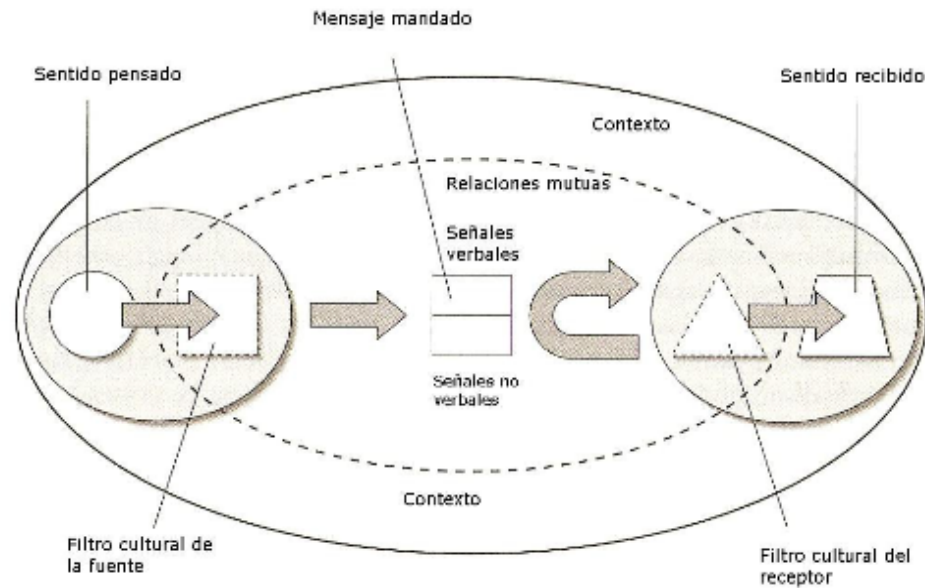 Mensaje mandado
Sentido pensado
Sentido recibido
Contexto
Relaciones mutuas
Señales
verbales
Señales no
verbales
Contexto
Filtro cultural de
la fuente
Filtro cultural del
receptor